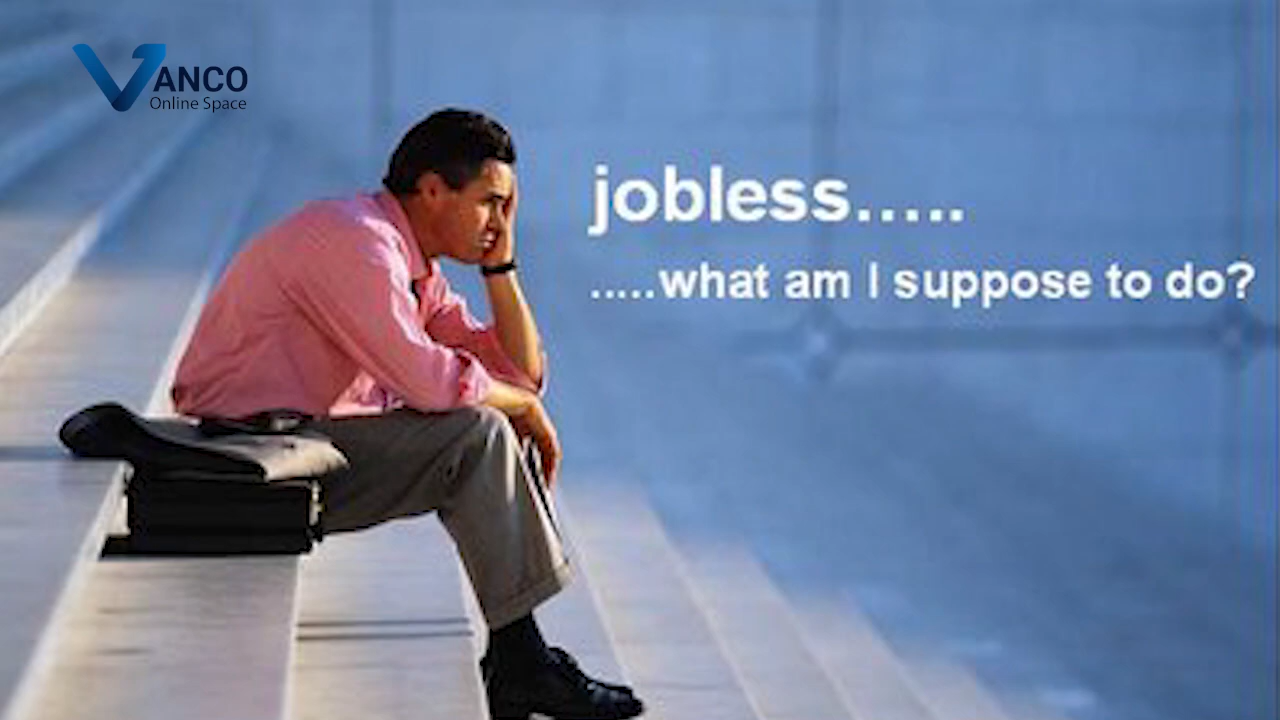 VANCO
Online Space
jobless.....
.....what am I suppose to do?